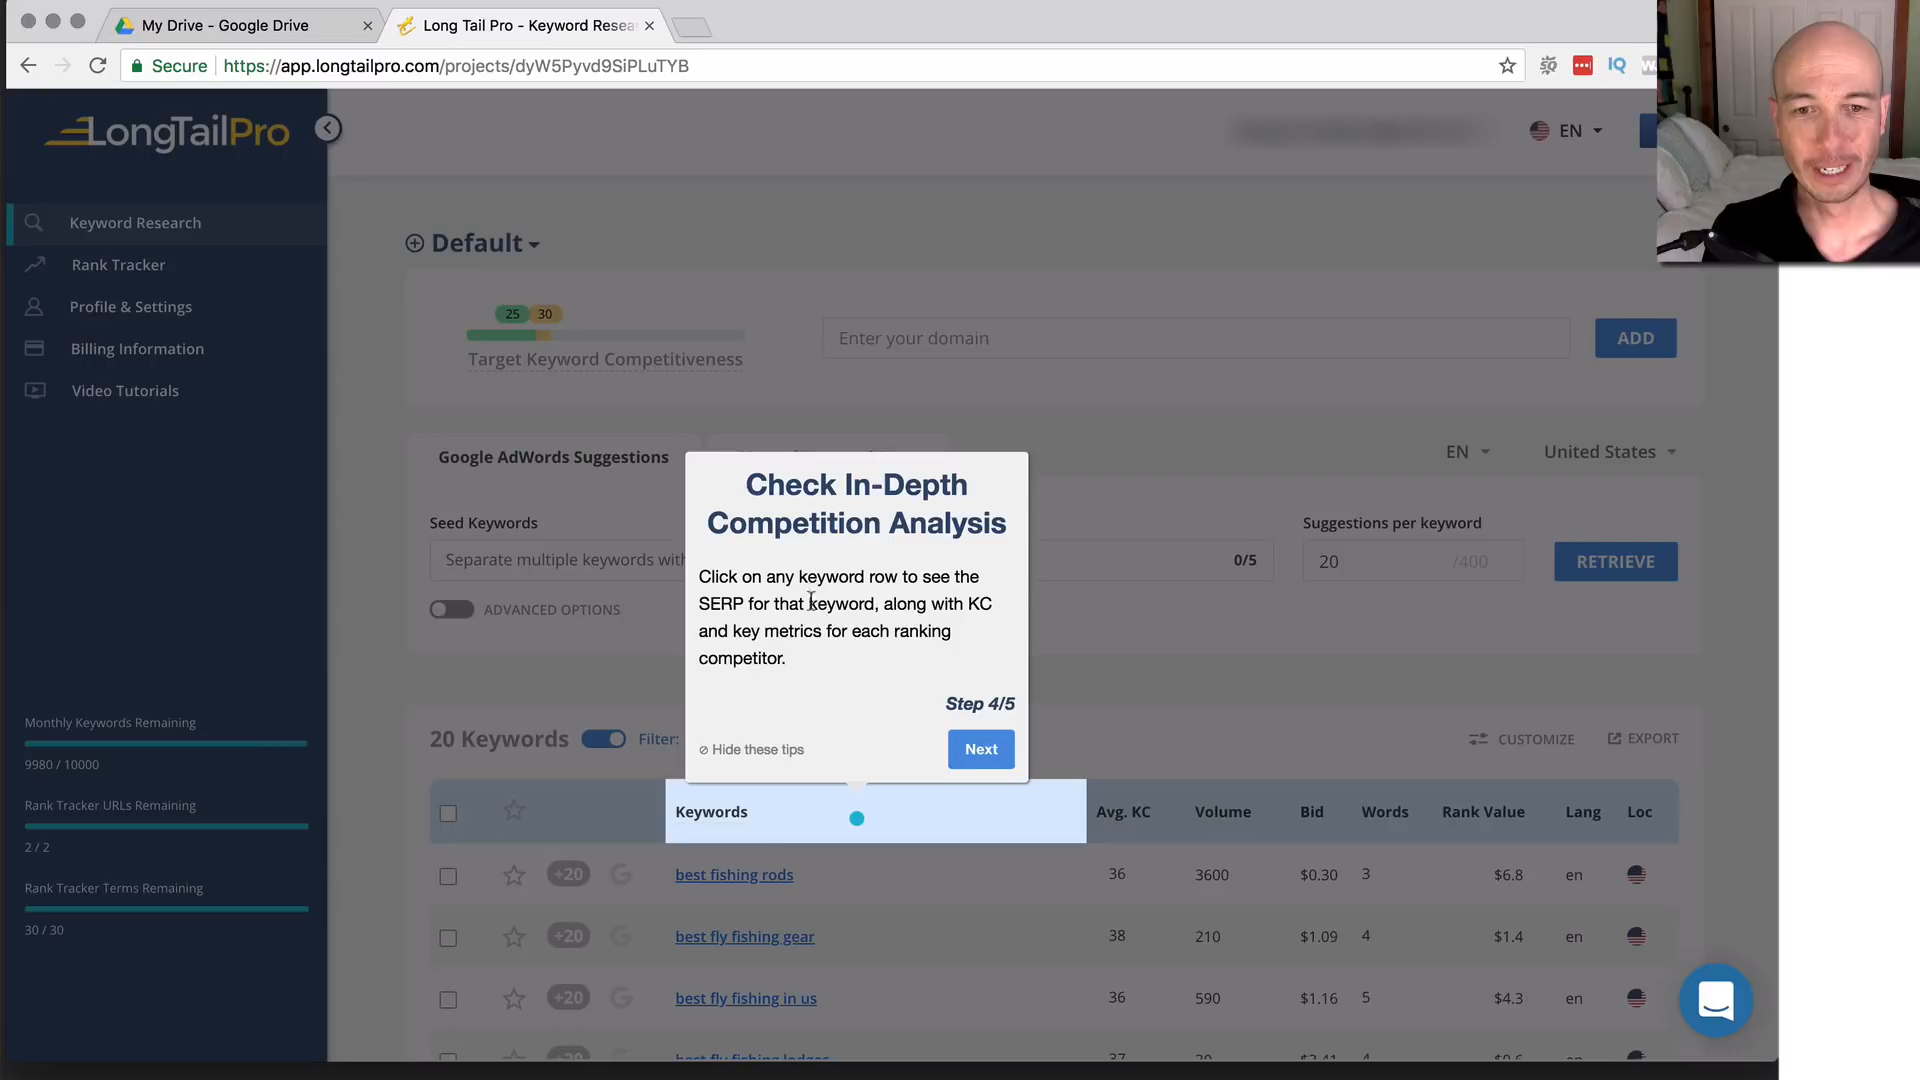 My Drive - Google Drive
Long Tail Pro - Keyword Resea
Secure
https://app.longtailpro.com/projects/dyW5Pyvd9SiPLuTYB
IQ
LongTailPro
EN
Keyword Research
Rank Tracker
Profile & Settings
Billing Information
Video Tutorials
Default
25 30
Target Keyword Competitiveness
Enter your domain
ADD
Google AdWords Suggestions
EN
United States
Seed Keywords
Separate multiple keywords with
0/5
Suggestions per keyword
20 /400
RETRIEVE
ADVANCED OPTIONS
Check In-Depth
Competition Analysis
Click on any keyword row to see the
SERP for that keyword, along with KC
and key metrics for each ranking
competitor.
Step 4/5
Hide these tips
Next
Monthly Keywords Remaining
9980 / 10000
Rank Tracker URLs Remaining
2 / 2
Rank Tracker Terms Remaining
30 / 30
20 Keywords
Filter:
CUSTOMIZE
EXPORT
Keywords Avg. KC Volume Bid Words Rank Value Lang Loc
+20 G best fishing rods 36 3600 $0.30 3 $6.8 en
+20 G best fly fishing gear 38 210 $1.09 4 $1.4 en
+20 G best fly fishing in us 36 590 $1.16 5 $4.3 en
+20 best fly fishing lodges 37